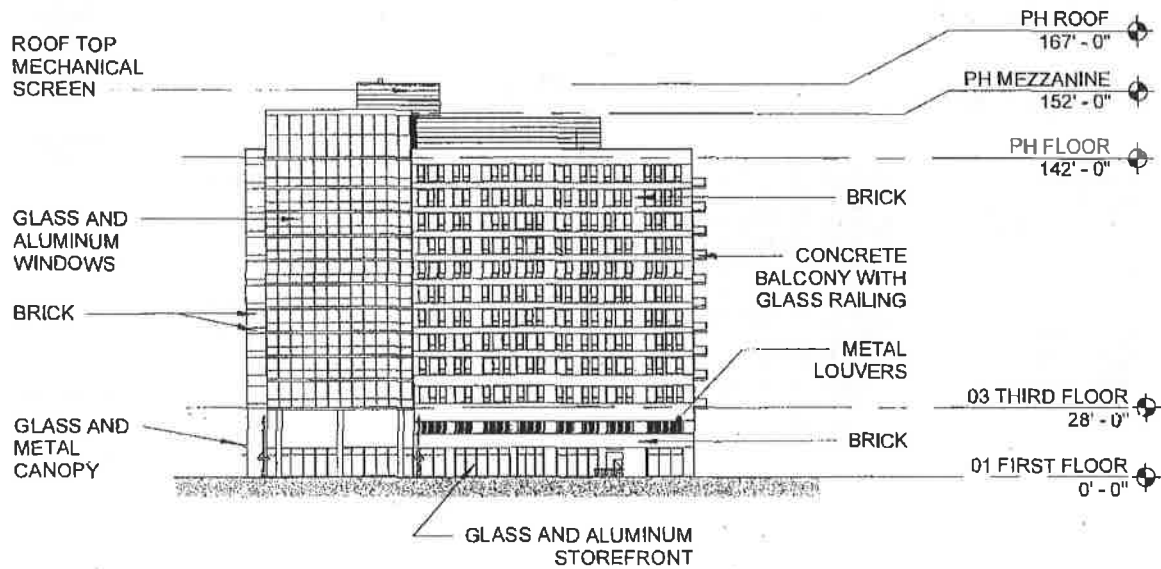 ROOF TOP
MECHANICAL
SCREEN
GLASS AND
ALUMINUM
WINDOWS
BRICK
GLASS AND
METAL
CANOPY
PH ROOF
167' - 0"
PH MEZZANINE
152' - 0"
PH FLOOR
142' - 0"
BRICK
CONCRETE
BALCONY WITH
GLASS RAILING
METAL
LOUVERS
03 THIRD FLOOR
28' - 0"
BRICK
01 FIRST FLOOR
0' - 0"
GLASS AND ALUMINUM
STOREFRONT